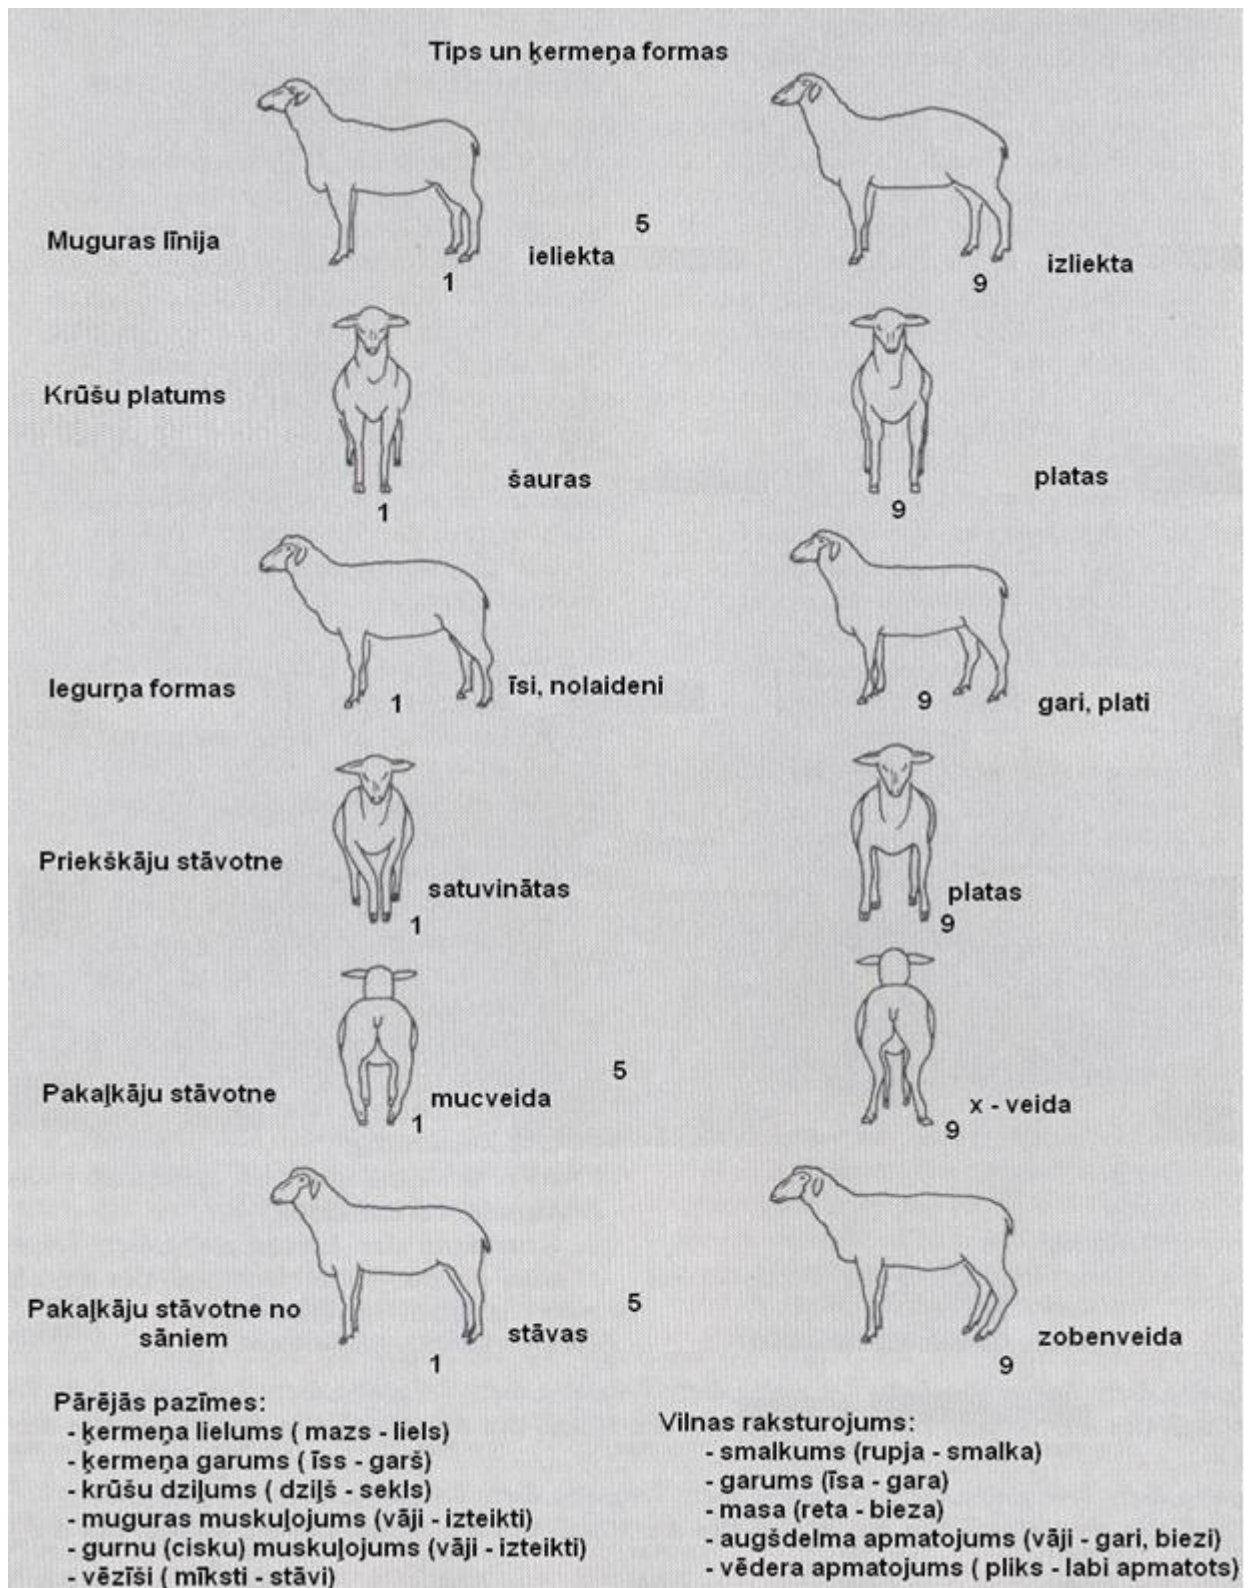 Tips un ķermeņa formas
Muguras līnija
1
ieliekta
5
9
izliekta
Krūšu platums
1
šauras
9
platas
Iegurņa formas
1
īsi, nolaideni
9
gari, plati
Priekškāju stāvotne
satuvinātas
1
platas
9
Pakaļkāju stāvotne
mucveida
1
5
x - veida
9
Pakaļkāju stāvotne no
sāniem
1
stāvas
5
9
zobenveida
Pārējās pazīmes:
- ķermeņa lielums ( mazs - liels)
- ķermeņa garums ( īss - garš)
- krūšu dziļums ( dziļš - sekls)
- muguras muskuļojums (vāji - izteikti)
- gurnu (cisku) muskuļojums (vāji - izteikti)
- vēzīši ( mīksti - stāvi)
Vilnas raksturojums:
- smalkums (rupja - smalka)
- garums (īsa - gara)
- masa (reta - bieza)
- augšdelma apmatojums (vāji - gari, biezi)
- vēdera apmatojums ( pliks - labi apmatots)